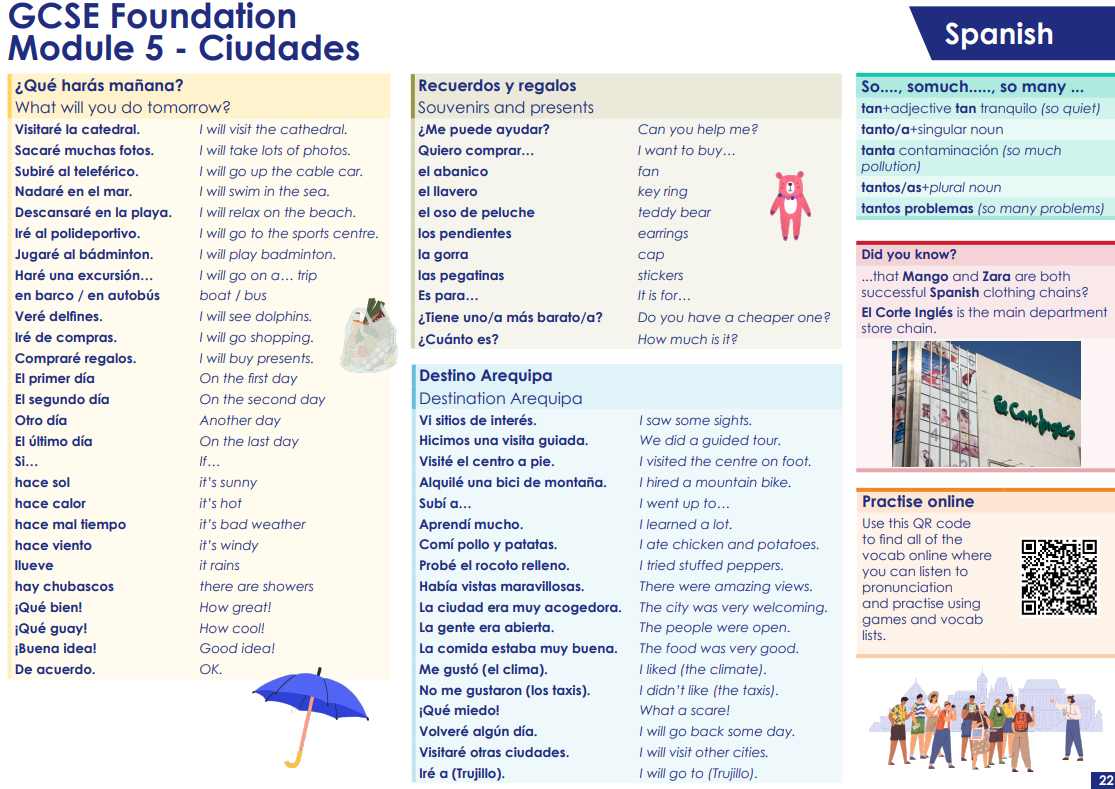 GCSE Foundation
Module 5 - Ciudades
Spanish
¿Qué harás mañana?
What will you do tomorrow?
Visitaré la catedral. I will visit the cathedral.
Sacaré muchas fotos. I will take lots of photos.
Subiré al teleférico. I will go up the cable car.
Nadaré en el mar. I will swim in the sea.
Descansaré en la playa. I will relax on the beach.
Iré al polideportivo. I will go to the sports centre.
Jugaré al bádminton. I will play badminton.
Haré una excursión… I will go on a… trip
en barco / en autobús boat / bus
Veré delfines. I will see dolphins.
Iré de compras. I will go shopping.
Compraré regalos. I will buy presents.
El primer día On the first day
El segundo día On the second day
Otro día Another day
El último día On the last day
Si… If…
hace sol it's sunny
hace calor it's hot
hace mal tiempo it's bad weather
hace viento it's windy
llueve it rains
hay chubascos there are showers
¡Qué bien! How great!
¡Qué guay! How cool!
¡Buena idea! Good idea!
De acuerdo. OK.
Recuerdos y regalos
Souvenirs and presents
¿Me puede ayudar? Can you help me?
Quiero comprar… I want to buy…
el abanico fan
el llavero key ring
el oso de peluche teddy bear
los pendientes earrings
la gorra cap
las pegatinas stickers
Es para… It is for…
¿Tiene uno/a más barato/a? Do you have a cheaper one?
¿Cuánto es? How much is it?
Destino Arequipa
Destination Arequipa
Vi sitios de interés. I saw some sights.
Hicimos una visita guiada. We did a guided tour.
Visité el centro a pie. I visited the centre on foot.
Alquilé una bici de montaña. I hired a mountain bike.
Subí a… I went up to…
Aprendí mucho. I learned a lot.
Comí pollo y patatas. I ate chicken and potatoes.
Probé el rocoto relleno. I tried stuffed peppers.
Había vistas maravillosas. There were amazing views.
La ciudad era muy acogedora. The city was very welcoming.
La gente era abierta. The people were open.
La comida estaba muy buena. The food was very good.
Me gustó (el clima). I liked (the climate).
No me gustaron (los taxis). I didn't like (the taxis).
¡Qué miedo! What a scare!
Volveré algún día. I will go back some day.
Visitaré otras ciudades. I will visit other cities.
Iré a (Trujillo). I will go to (Trujillo).
So...., somuch....., so many ...
tan+adjective tan tranquilo (so quiet)
tanto/a+singular noun
tanta contaminación (so much
pollution)
tantos/as+plural noun
tantos problemas (so many problems)
Did you know?
...that Mango and Zara are both
successful Spanish clothing chains?
El Corte Inglés is the main department
store chain.
El Corte Inglés
Practise online
Use this QR code
to find all of the
vocab online where
you can listen to
pronunciation
and practise using
games and vocab
lists.
22